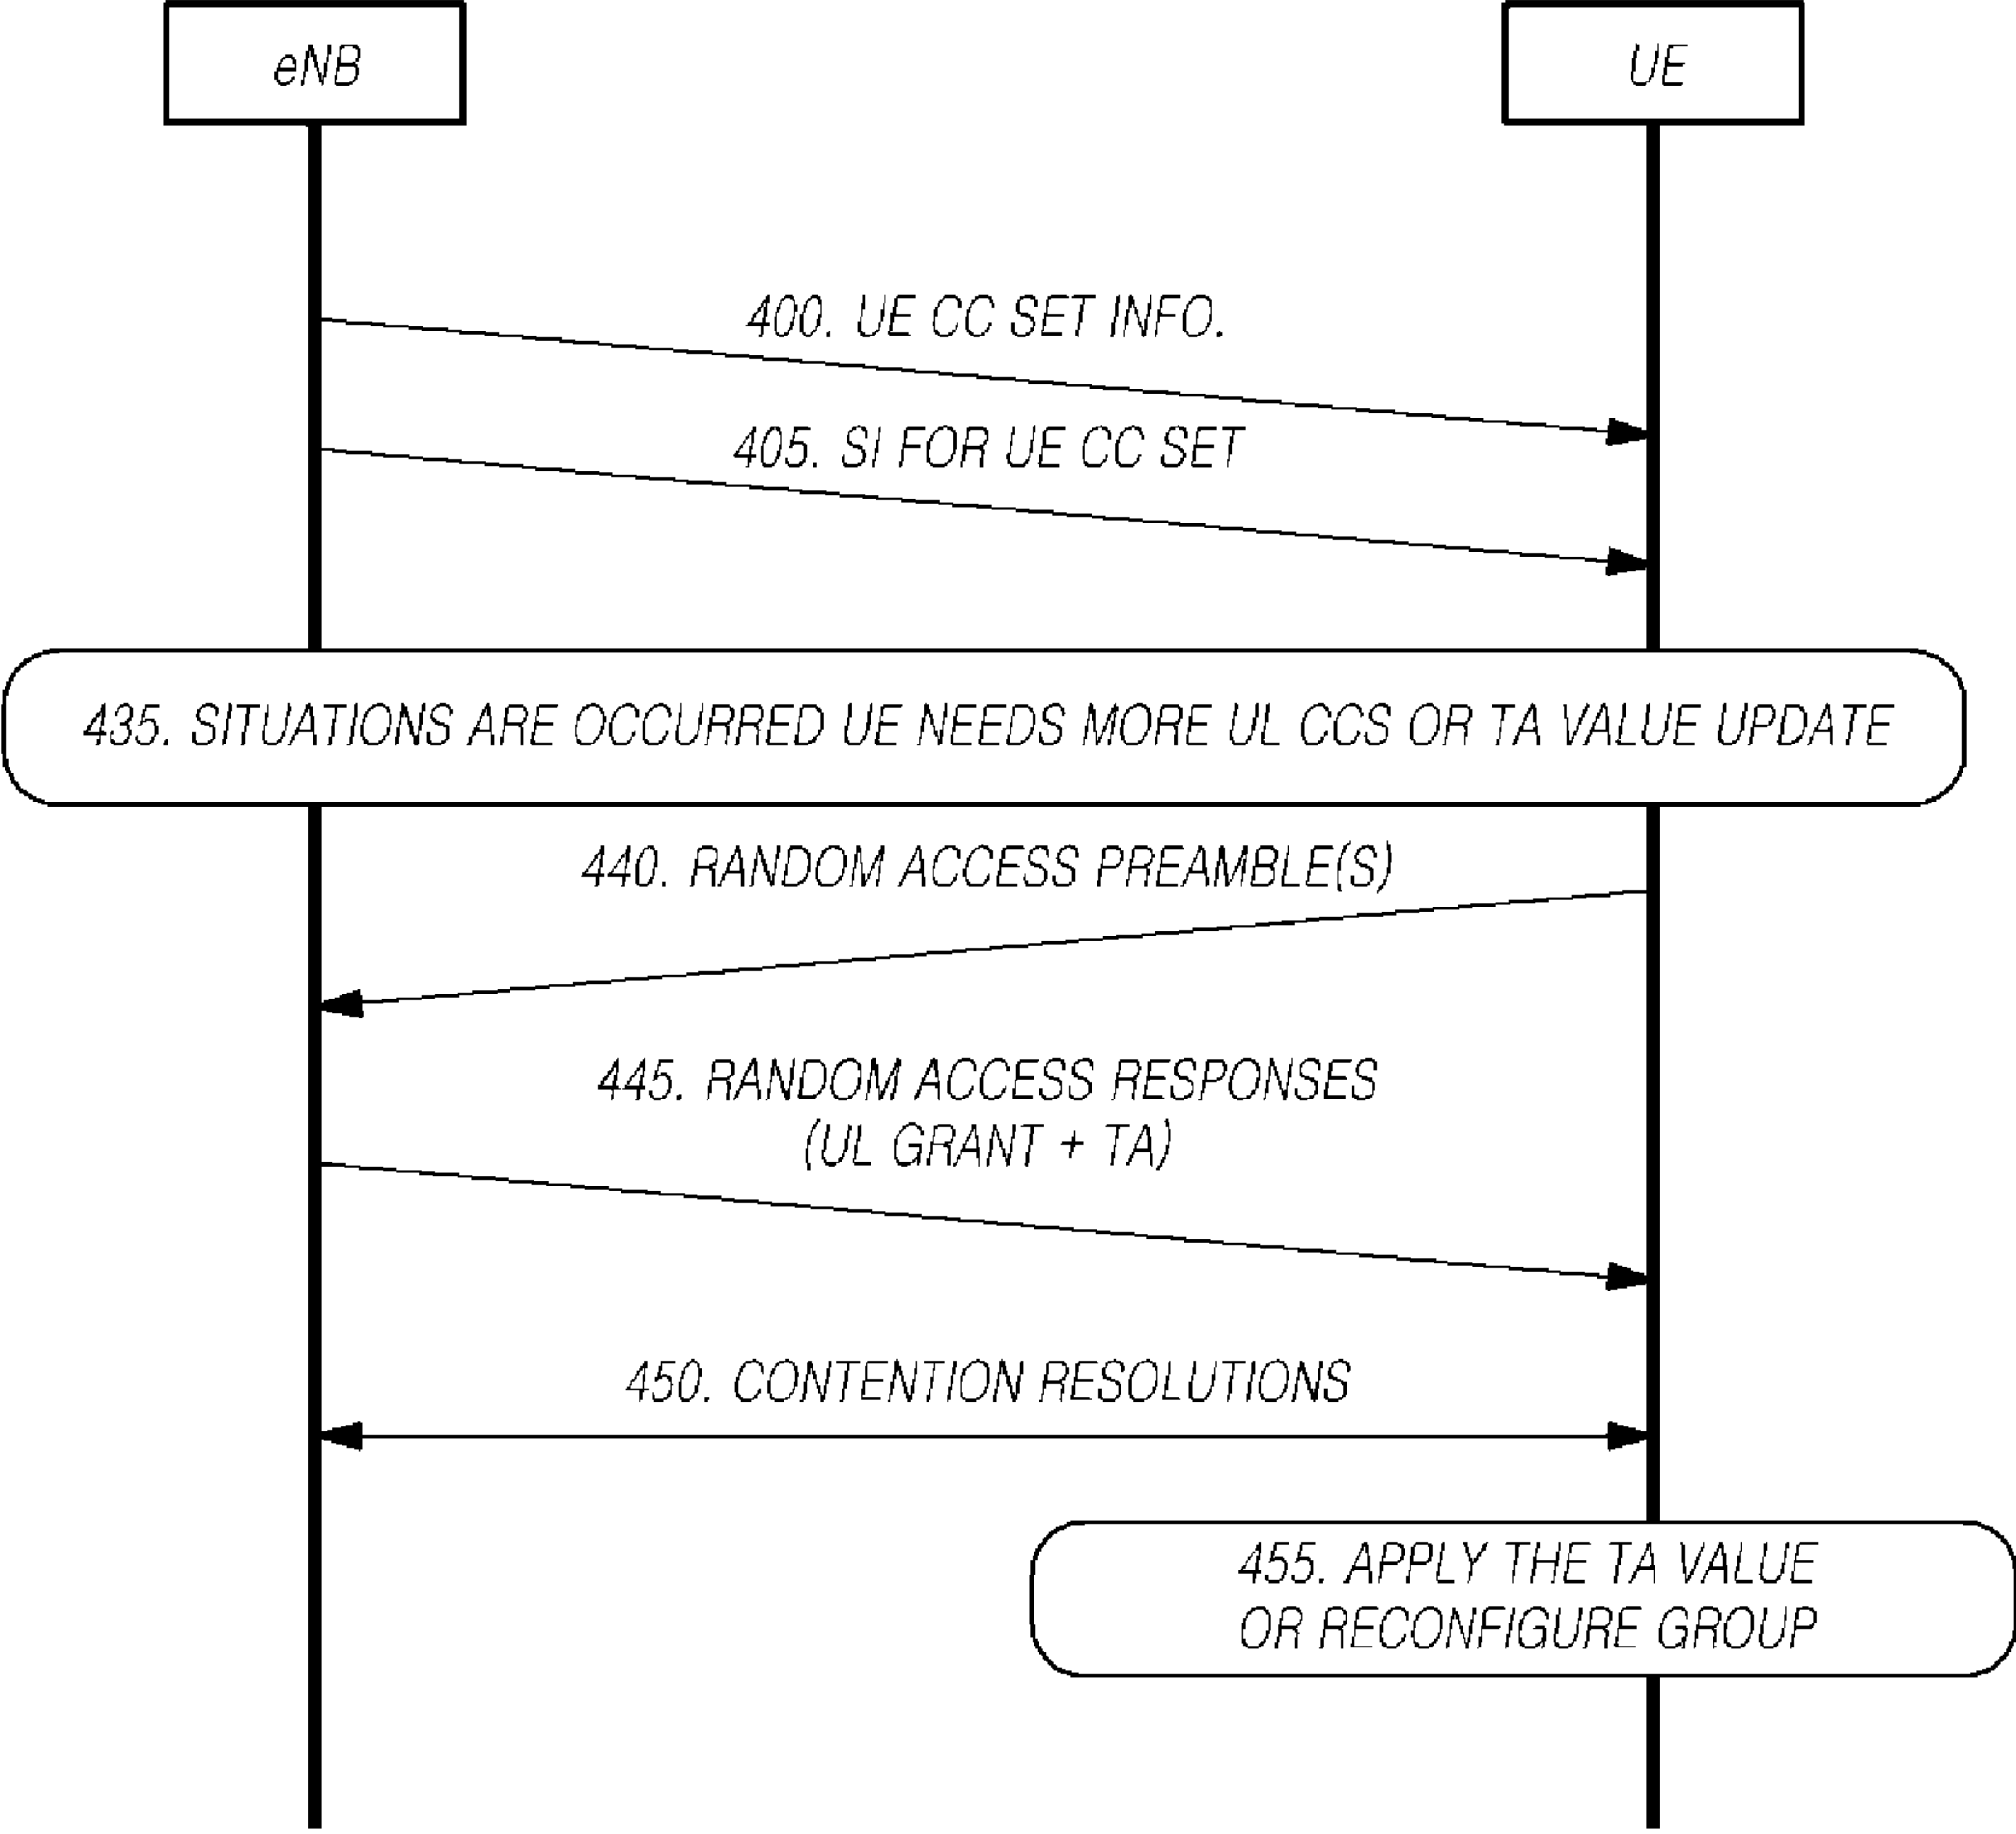 eNB
UE
400. UE CC SET INFO.
405. SI FOR UE CC SET
435. SITUATIONS ARE OCCURRED UE NEEDS MORE UL CCS OR TA VALUE UPDATE
440. RANDOM ACCESS PREAMBLE(S)
445. RANDOM ACCESS RESPONSES
(UL GRANT + TA)
450. CONTENTION RESOLUTIONS
455. APPLY THE TA VALUE
OR RECONFIGURE GROUP